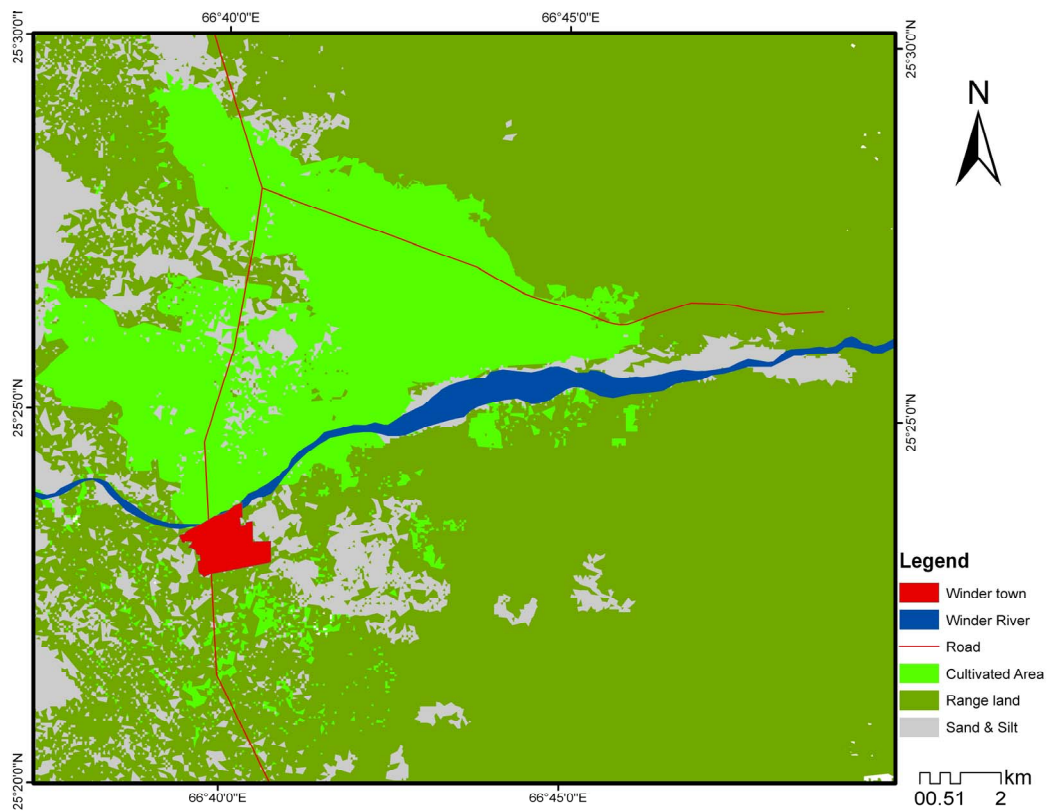 66°40'0"E
66°45'0"E
25°30'0"N
25°30'0"N
N
25°25'0"N
25°25'0"N
Legend
Winder town
Winder River
Road
Cultivated Area
Range land
Sand & Silt
25°20'0"N
66°40'0"E
66°45'0"E
km
00.51 2